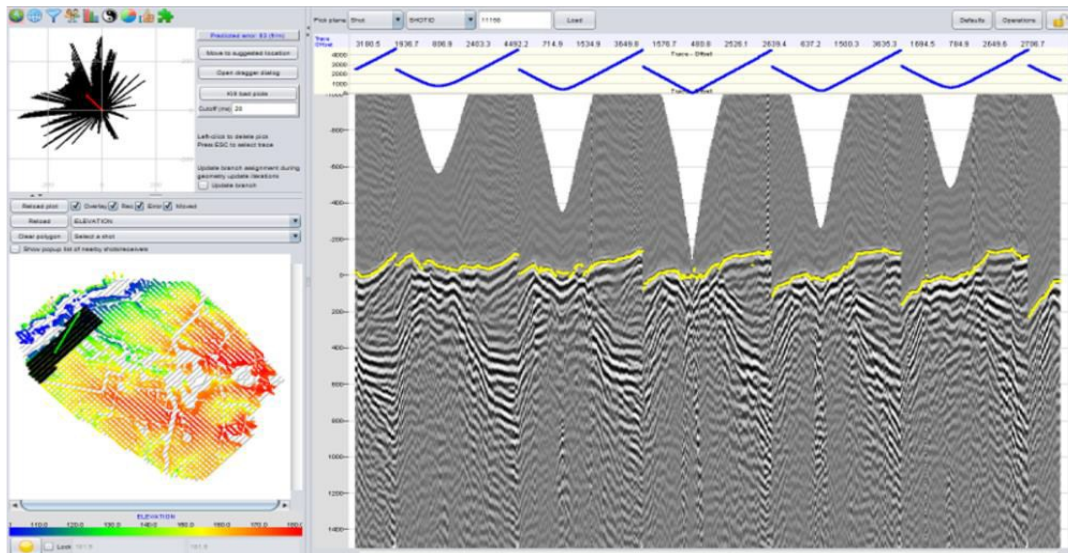 Predicted error: 83 (ft/m)
Move to suggested location
Open dragger dialog
Kill bad picks
Cutoff (ms) 20
Left-click to delete pick
Press ESC to select trace
Update branch assignment during
geometry update iterations
Update branch
Reload plot Overlay Rec Error Moved
Reload ELEVATION
Clear polygon Select a shot
Show popup list of nearby shots/receivers
ELEVATION
110.0 120.0 130.0 140.0 150.0 160.0 170.0 180.0
Lock
Pick plane: Shot SHOTID 11166 Load Defaults Operations
Trace
Offset
3180.5 1936.7 896.9 2403.3 4492.2 714.9 1534.9 3649.8 1576.7 480.8 2526.1 2639.4 637.2 1580.3 3635.3 1694.5 784.9 2649.6 2796.7
Trace - Offset
4000
3000
2000
1000
0
Trace - Offset
-1000
-800
-600
-400
-200
0
200
400
600
800
1000
1200
1400